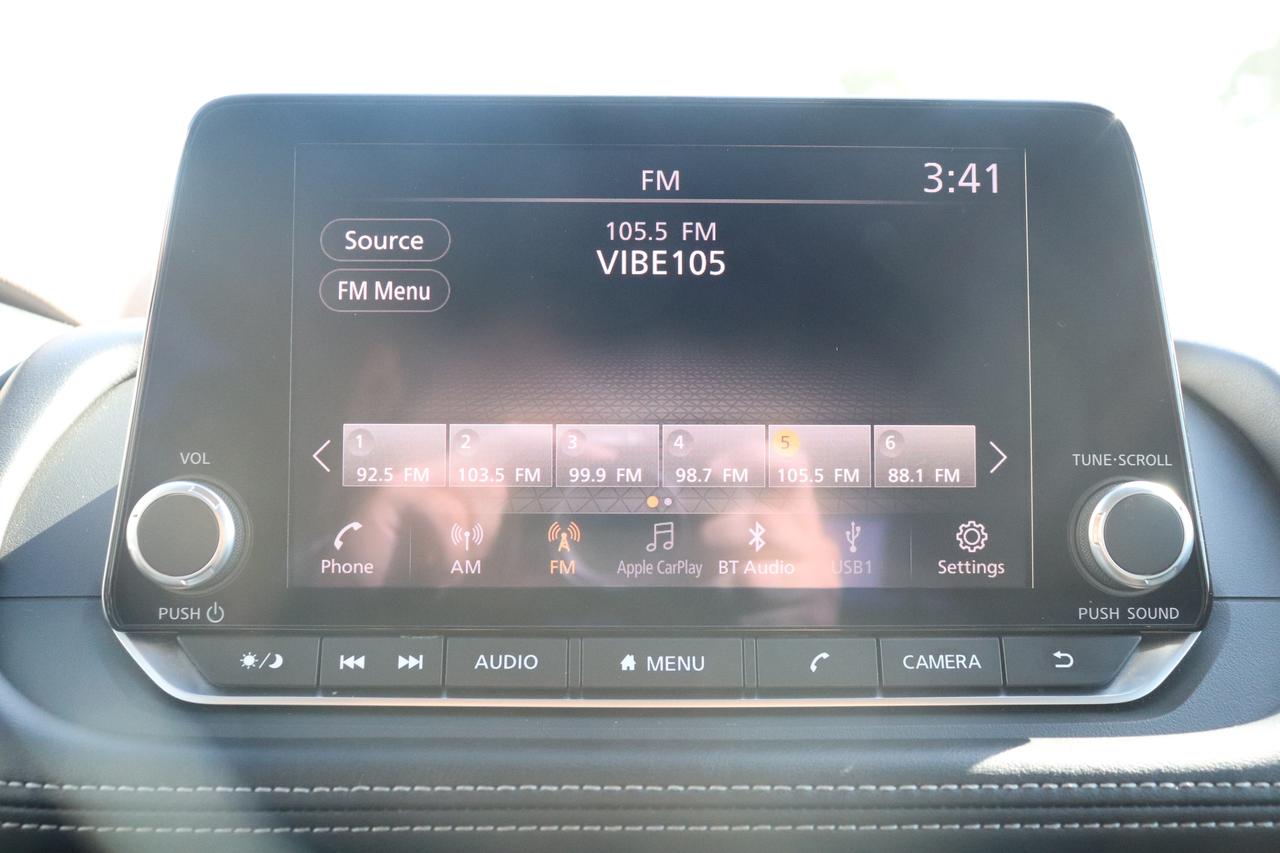 FM 3:41
Source
FM Menu
105.5 FM
VIBE105
1 2 3 4 5 6
92.5 FM 103.5 FM 99.9 FM 98.7 FM 105.5 FM 88.1 FM
VOL
TUNE·SCROLL
Phone AM FM Apple CarPlay BT Audio USB1 Settings
PUSH
PUSH SOUND
AUDIO MENU CAMERA